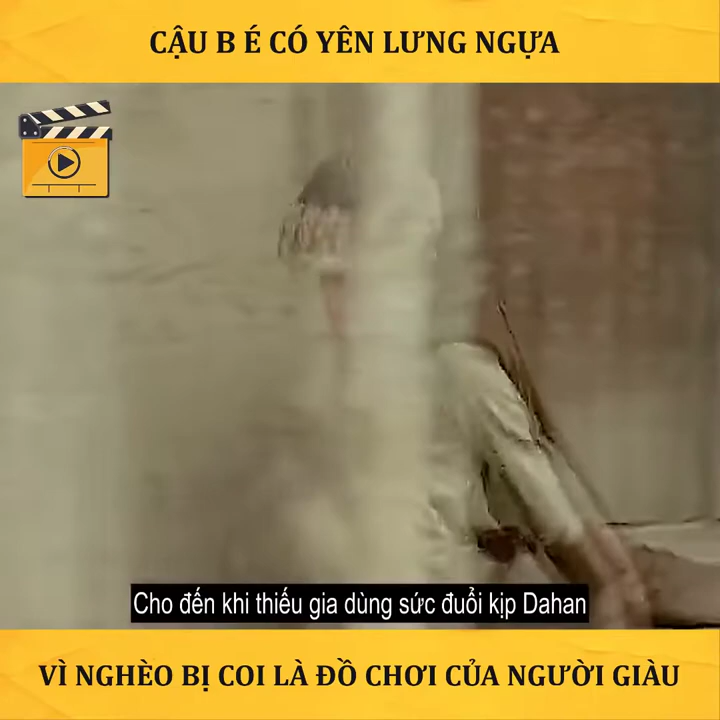 CẬU B É CÓ YÊN LƯNG NGỰA
Cho đến khi thiếu gia dùng sức đuổi kịp Dahan
VÌ NGHÈO BỊ COI LÀ ĐỒ CHƠI CỦA NGƯỜI GIÀU